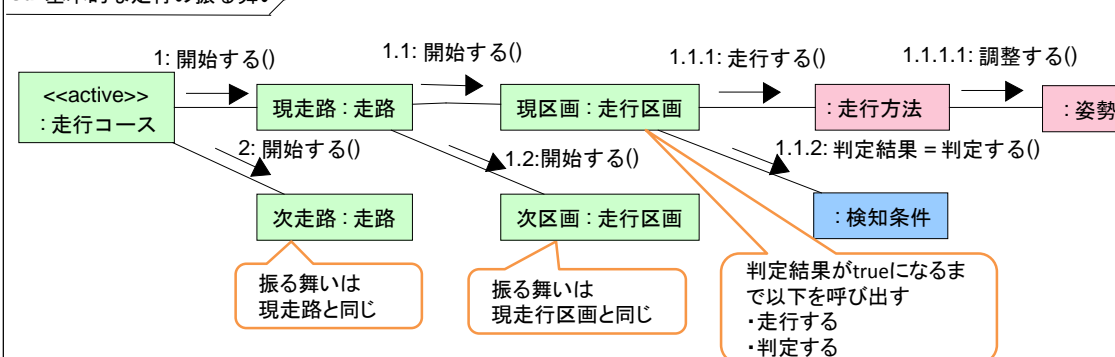 基本的な走行の振る舞い
1: 開始する()
1.1: 開始する()
1.1.1: 走行する()
1.1.1.1: 調整する()
<<active>>
: 走行コース
現走路 : 走路
現区画 : 走行区画
: 走行方法
: 姿勢
2: 開始する()
1.2:開始する()
1.1.2: 判定結果 = 判定する()
次走路 : 走路
次区画 : 走行区画
: 検知条件
振る舞いは
現走路と同じ
振る舞いは
現走行区画と同じ
判定結果がtrueになるま
で以下を呼び出す
・走行する
・判定する